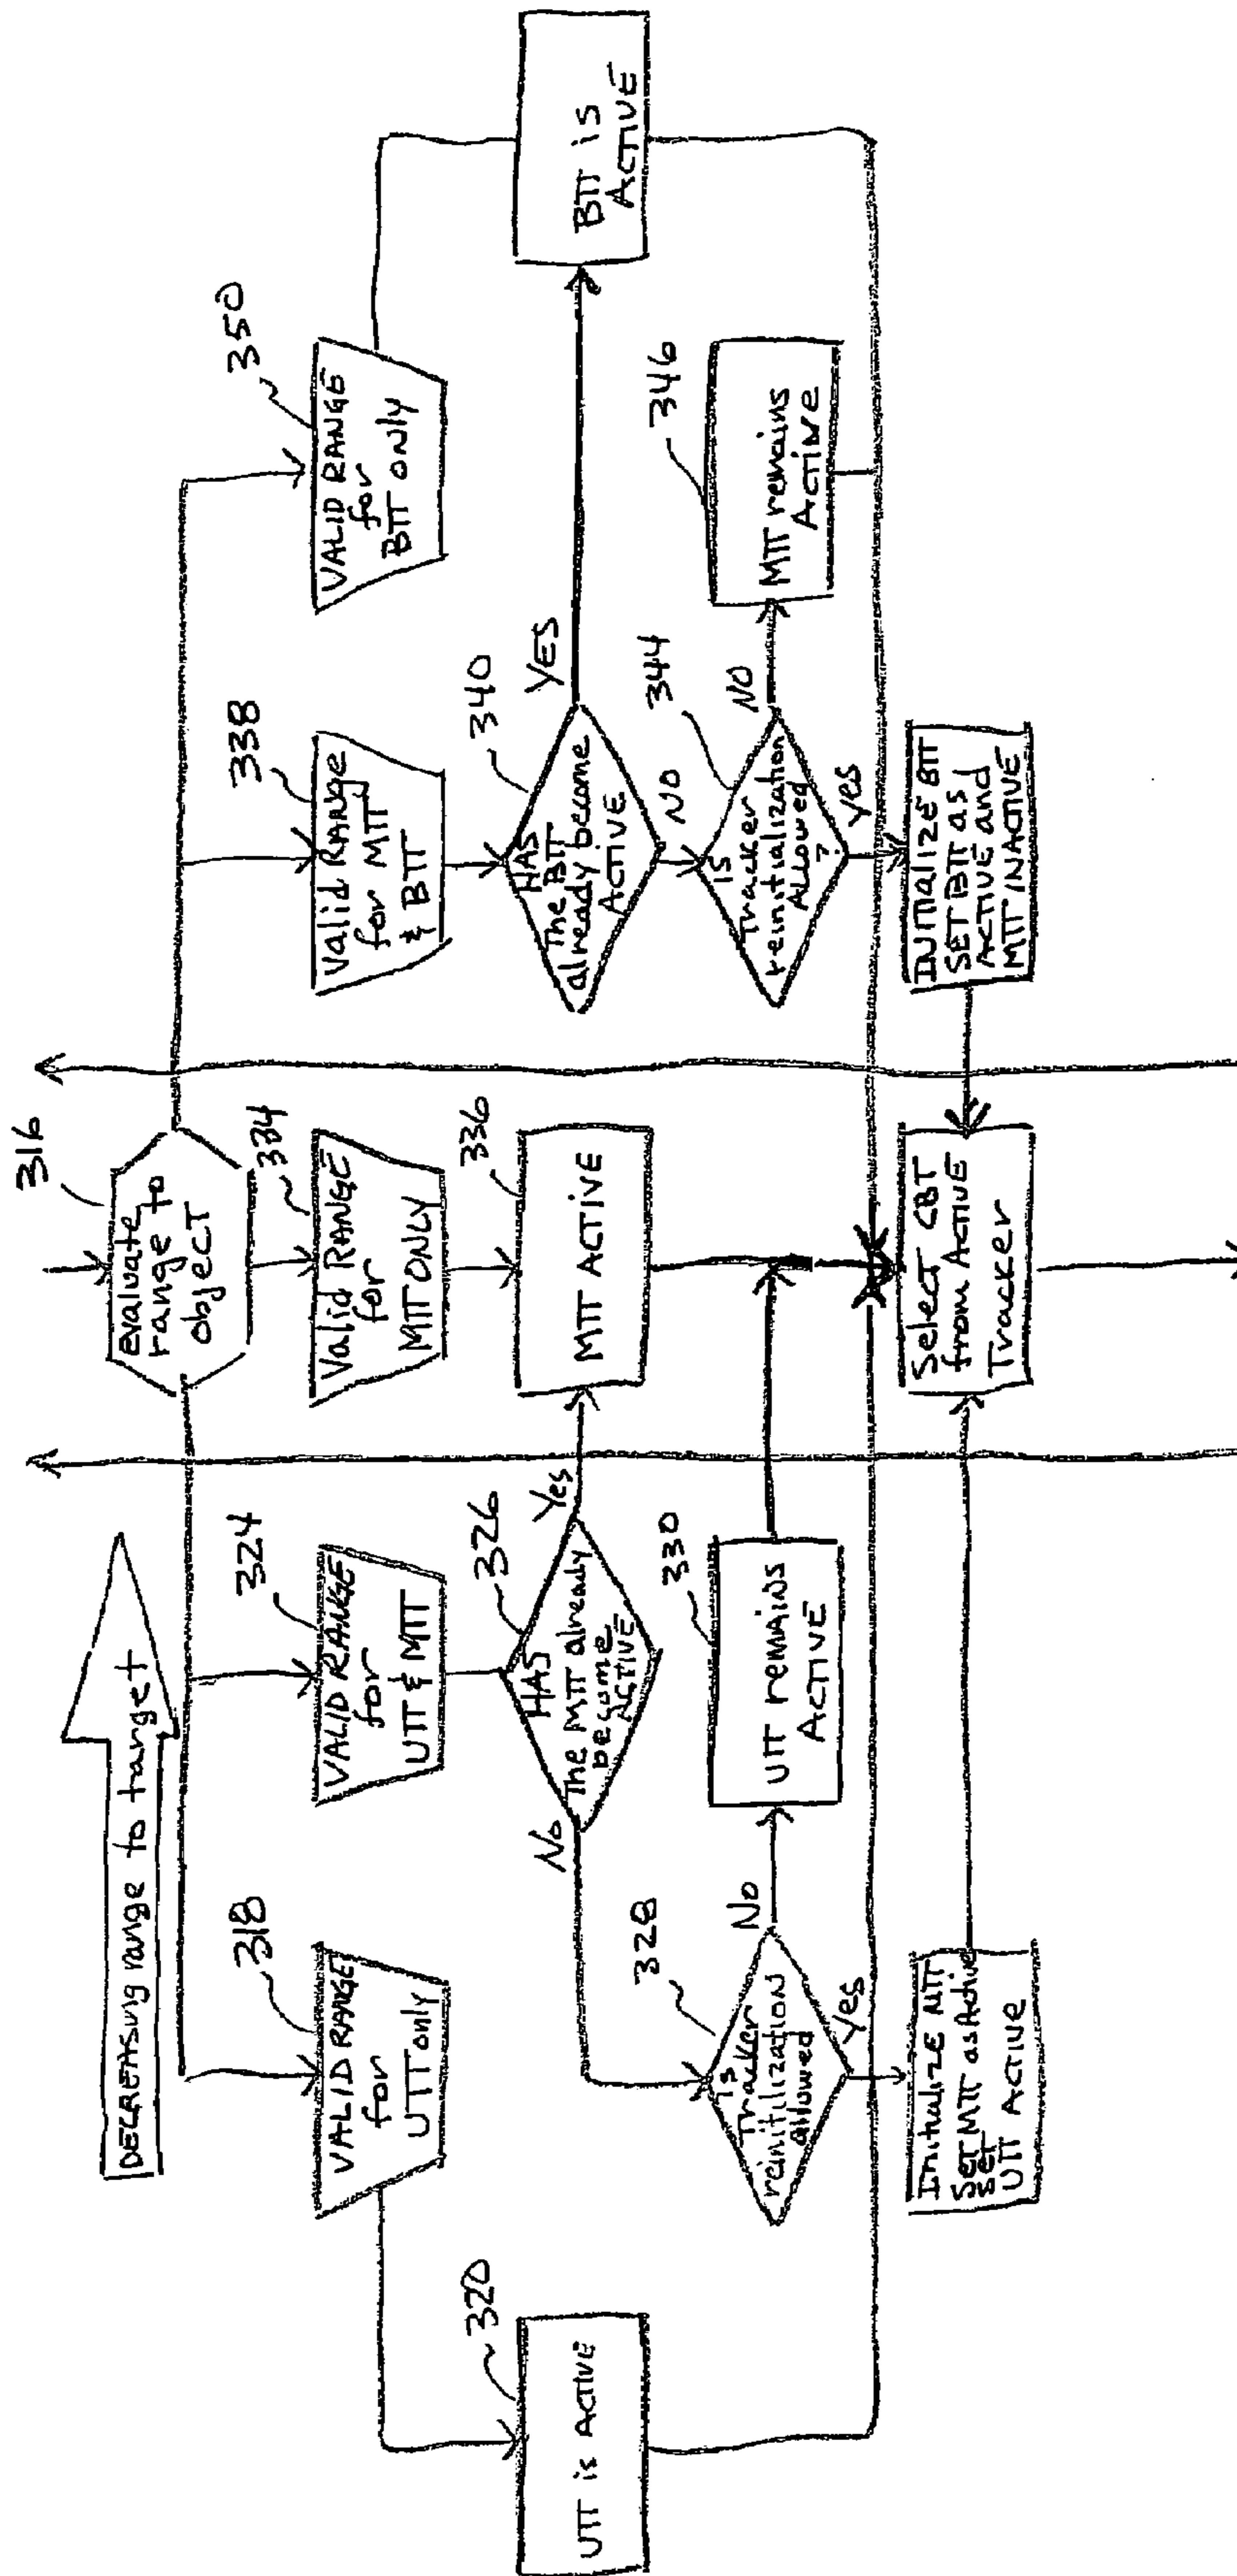 316
Evaluate
range to
object
DECREASing range to target
318
VALID RANGE
for
UTT only
324
VALID RANGE
for
UTT & MTT
334
Valid RANGE
for
MTT ONLY
338
Valid Range
for MTT
& BTT
350
VALID RANGE
for
BTT ONLY
320
UTT is ACTIVE
326
HAS
The MTT already
become
ACTIVE
Yes
No
336
MTT ACTIVE
340
HAS
The BTT
already become
ACTIVE
YES
NO
BTT is
ACTIVE
328
Is
Tracker
reinitilization
allowed
No
Yes
330
UTT remains
ACTIVE
344
IS
Tracker
reinitialization
ALLOWED
?
NO
Yes
346
MTT remains
ACTIVE
Initialize MTT
Set MTT as Active
Set
UTT ACTIVE
Select CBT
from ACTIVE
Tracker
INITIALIZE BTT
SET BTT as
ACTIVE and
MTT INACTIVE